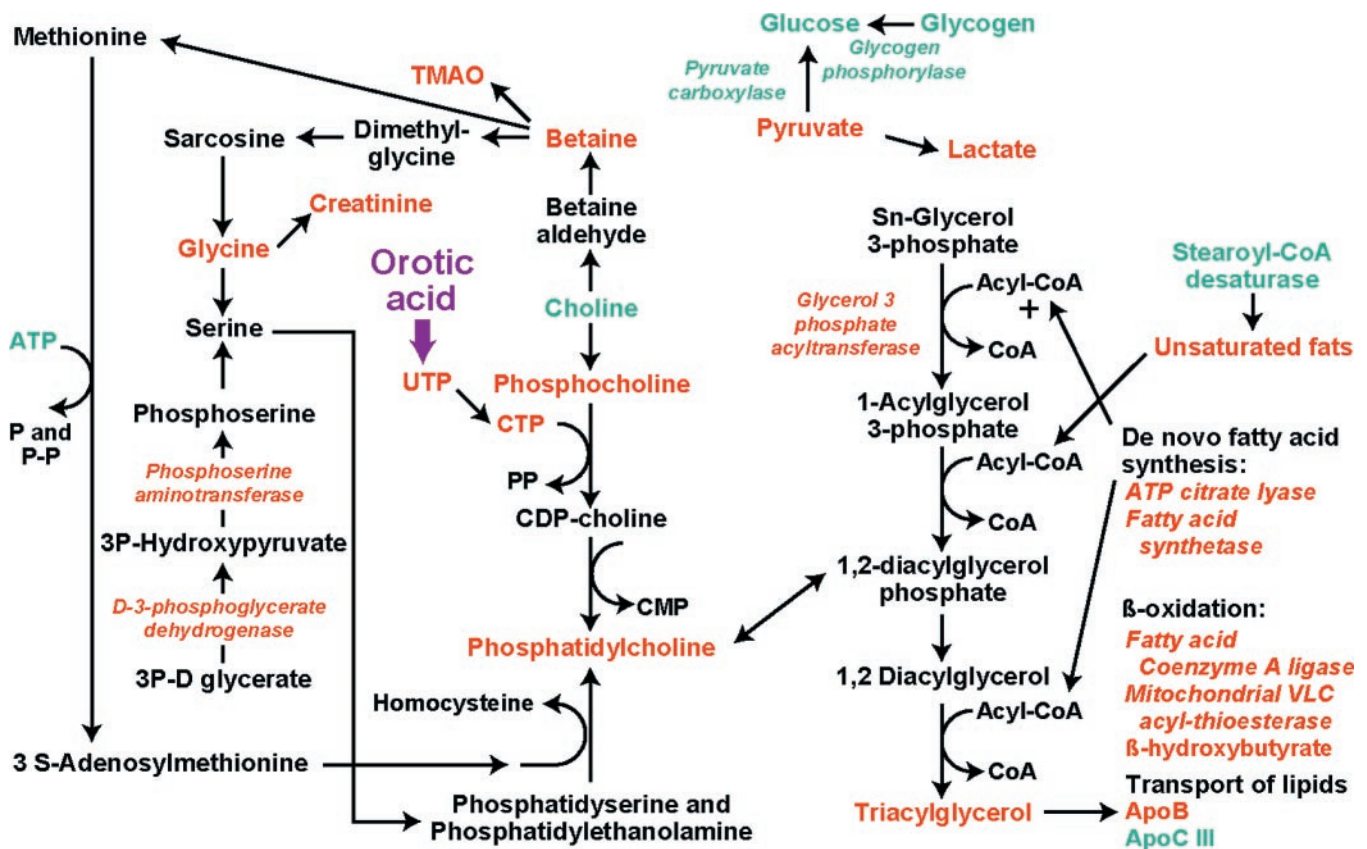 Methionine
TMAO
Sarcosine
Dimethyl-
glycine
Betaine
Creatinine
Glycine
Betaine
aldehyde
Orotic
acid
Choline
ATP
Serine
UTP
Phosphocholine
CTP
P and
P-P
Phosphoserine
Phosphoserine
aminotransferase
PP
CDP-choline
3P-Hydroxypyruvate
CMP
D-3-phosphoglycerate
dehydrogenase
Phosphatidylcholine
3P-D glycerate
Homocysteine
3 S-Adenosylmethionine
Phosphatidyserine and
Phosphatidylethanolamine
Glucose
Glycogen
Pyruvate
carboxylase
Glycogen
phosphorylase
Pyruvate
Lactate
Sn-Glycerol
3-phosphate
Glycerol 3
phosphate
acyltransferase
Acyl-CoA
+
CoA
Stearoyl-CoA
desaturase
Unsaturated fats
1-Acylglycerol
3-phosphate
Acyl-CoA
CoA
De novo fatty acid
synthesis:
ATP citrate lyase
Fatty acid
synthetase
1,2-diacylglycerol
phosphate
1,2 Diacylglycerol
Acyl-CoA
CoA
Triacylglycerol
ß-oxidation:
Fatty acid
Coenzyme A ligase
Mitochondrial VLC
acyl-thioesterase
ß-hydroxybutyrate
Transport of lipids
ApoB
ApoC III